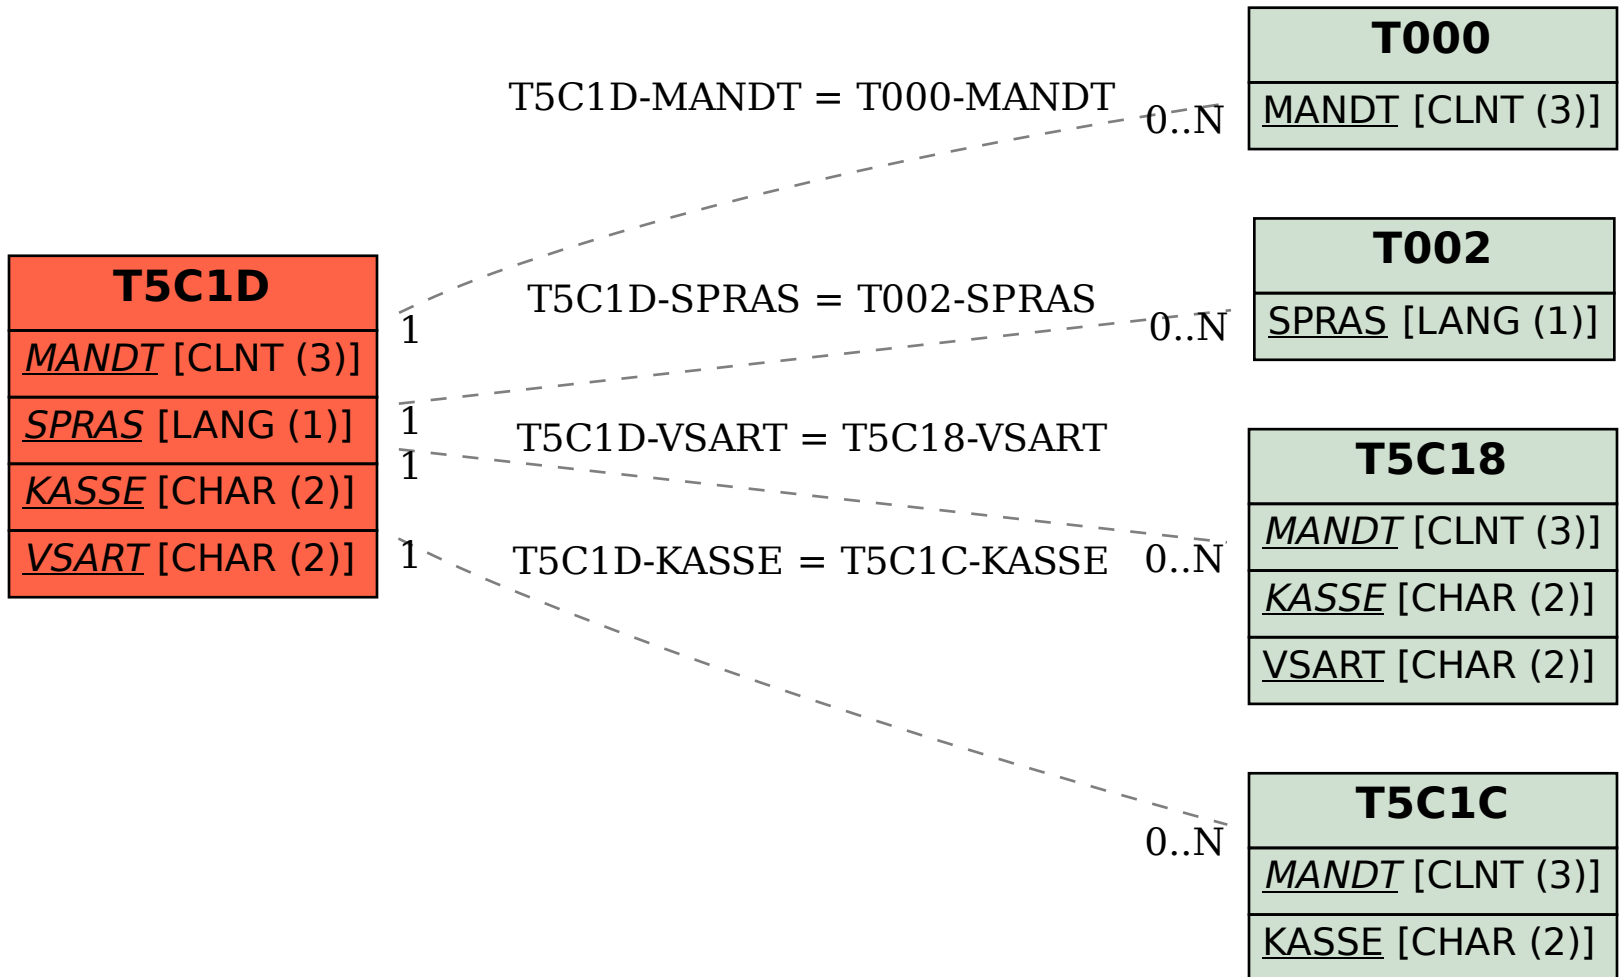 T5C1D
MANDT [CLNT (3)]
SPRAS [LANG (1)]
KASSE [CHAR (2)]
VSART [CHAR (2)]
T5C1D-MANDT = T000-MANDT
1
0..N
T5C1D-SPRAS = T002-SPRAS
1
0..N
T5C1D-VSART = T5C18-VSART
1
0..N
T5C1D-KASSE = T5C1C-KASSE
1
0..N
T000
MANDT [CLNT (3)]
T002
SPRAS [LANG (1)]
T5C18
MANDT [CLNT (3)]
KASSE [CHAR (2)]
VSART [CHAR (2)]
T5C1C
MANDT [CLNT (3)]
KASSE [CHAR (2)]